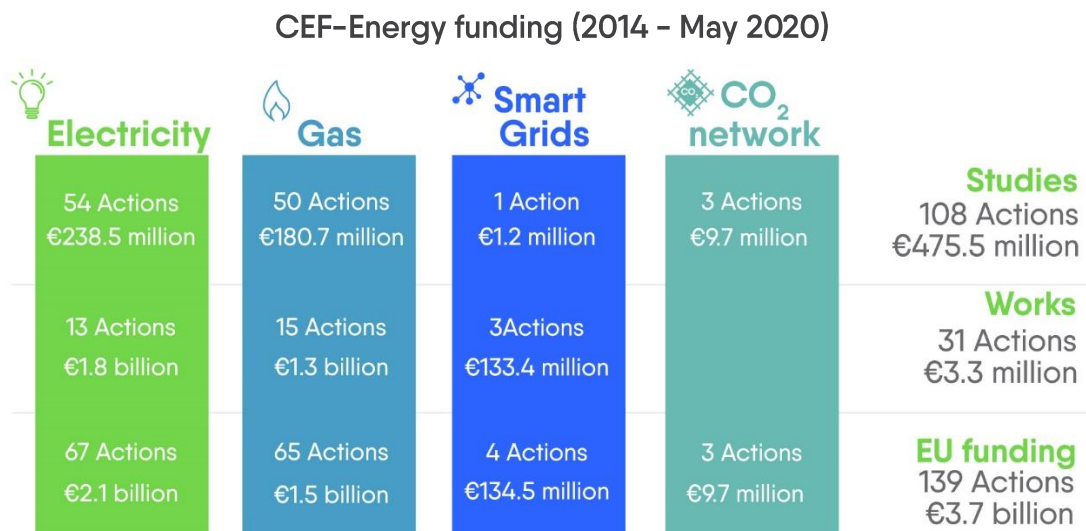 CEF-Energy funding (2014 - May 2020)
Electricity
Gas
Smart
Grids
CO2
CO2
network
54 Actions
€238.5 million
50 Actions
€180.7 million
1 Action
€1.2 million
3 Actions
€9.7 million
Studies
108 Actions
€475.5 million
13 Actions
€1.8 billion
15 Actions
€1.3 billion
3Actions
€133.4 million
Works
31 Actions
€3.3 million
67 Actions
€2.1 billion
65 Actions
€1.5 billion
4 Actions
€134.5 million
3 Actions
€9.7 million
EU funding
139 Actions
€3.7 billion